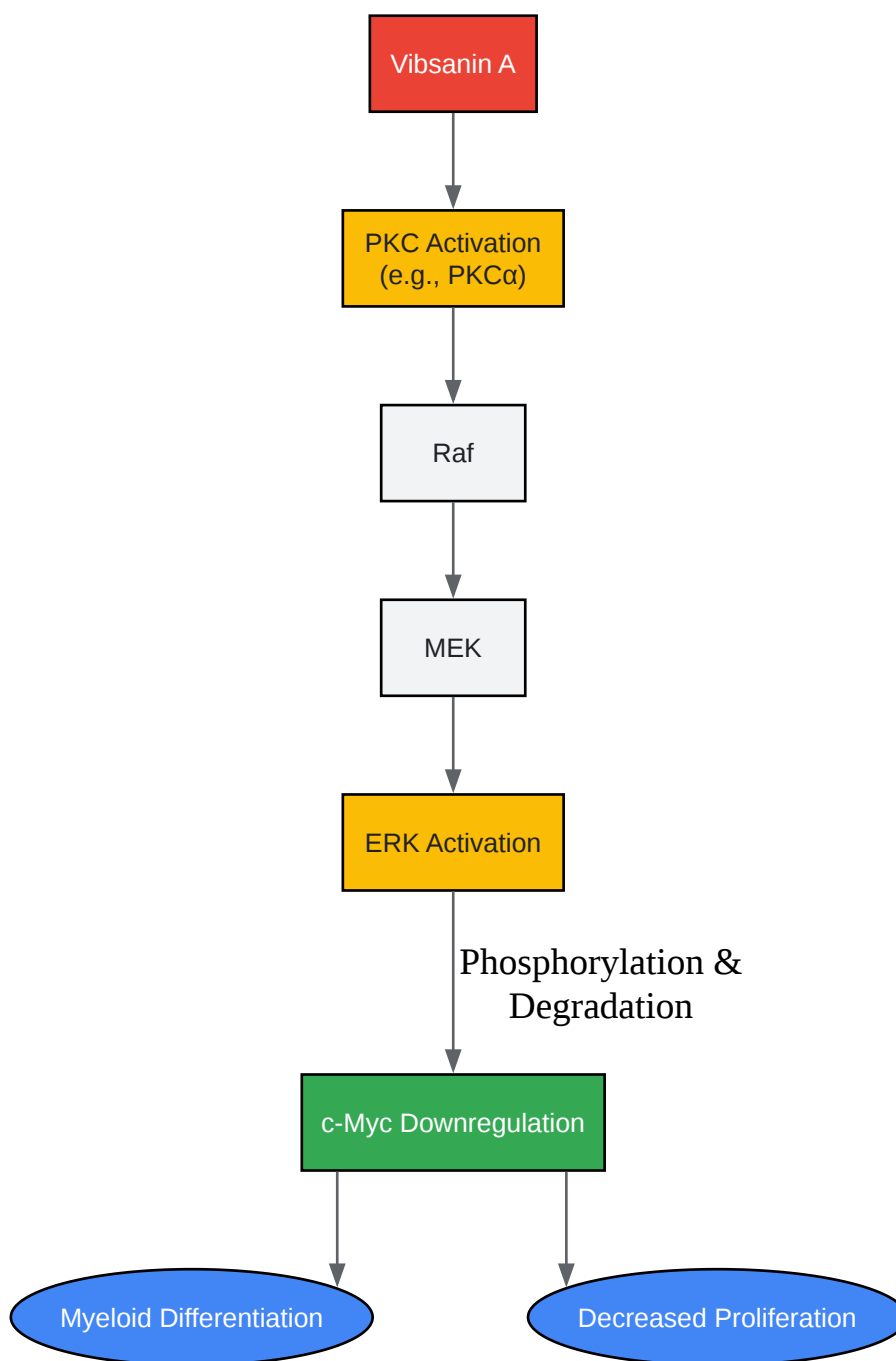 Vibsanin A
PKC Activation
(e.g., PKCα)
Raf
MEK
ERK Activation
Phosphorylation &
Degradation
c-Myc Downregulation
Myeloid Differentiation
Decreased Proliferation